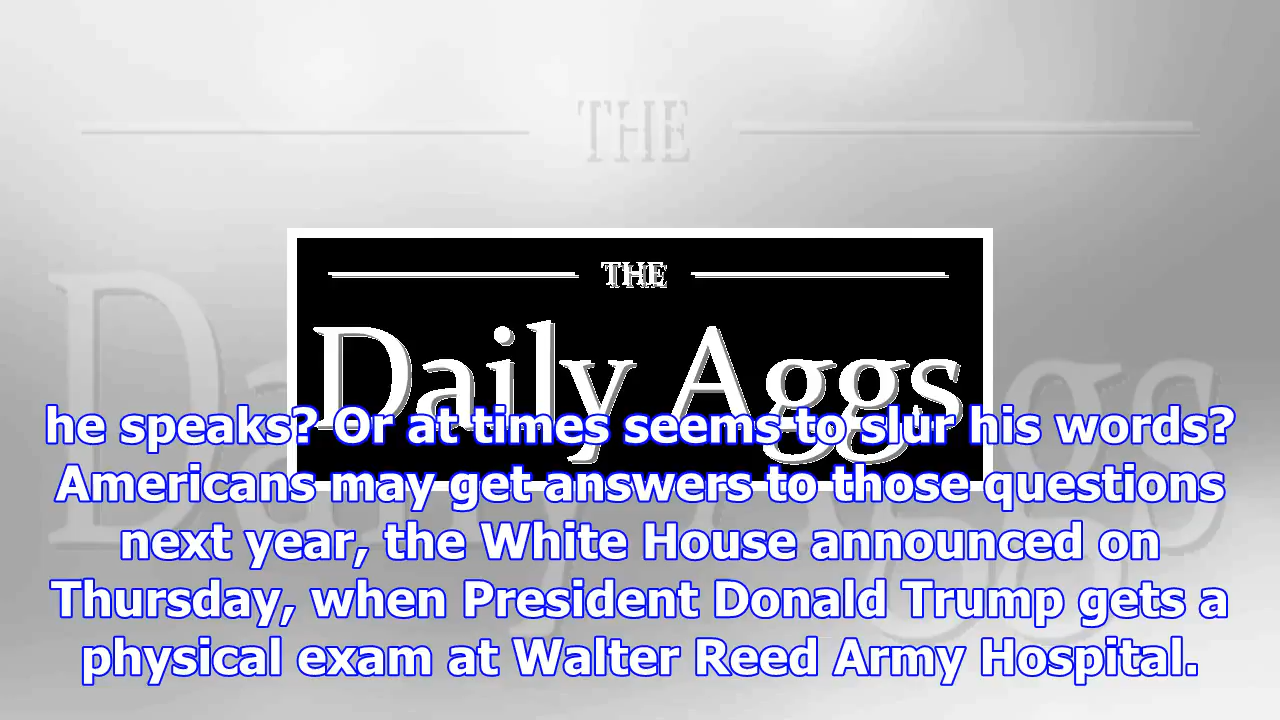 THE
THE
Daily Aggs
he speaks? Or at times seems to slur his words?
Americans may get answers to those questions
next year, the White House announced on
Thursday, when President Donald Trump gets a
physical exam at Walter Reed Army Hospital.